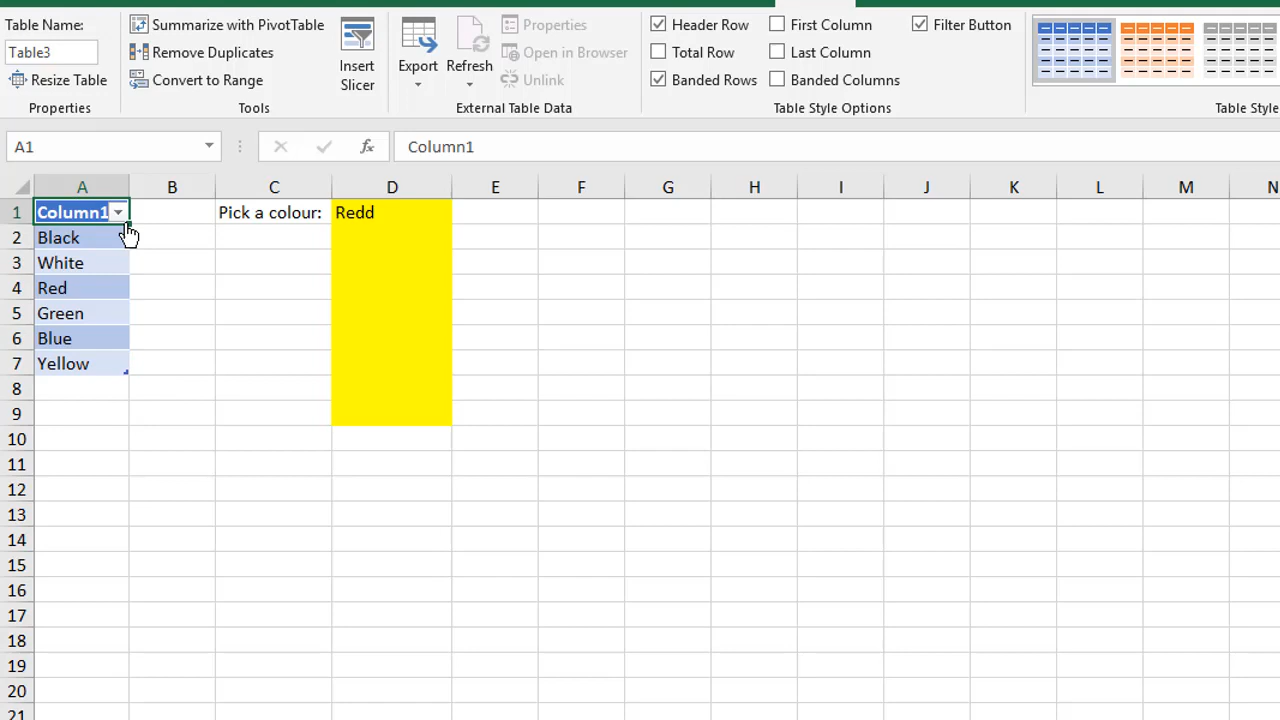 Table Name:
Table3
Resize Table
Properties
Summarize with PivotTable
Remove Duplicates
Convert to Range
Tools
Insert
Slicer
Export
Refresh
Properties
Open in Browser
Unlink
External Table Data
Header Row
Total Row
Banded Rows
First Column
Last Column
Banded Columns
Filter Button
Table Style Options
Table Style
A1
fx
Column1
A B C D E F G H I J K L M N
1 Column1 Pick a colour: Redd
2 Black
3 White
4 Red
5 Green
6 Blue
7 Yellow
8
9
10
11
12
13
14
15
16
17
18
19
20
21